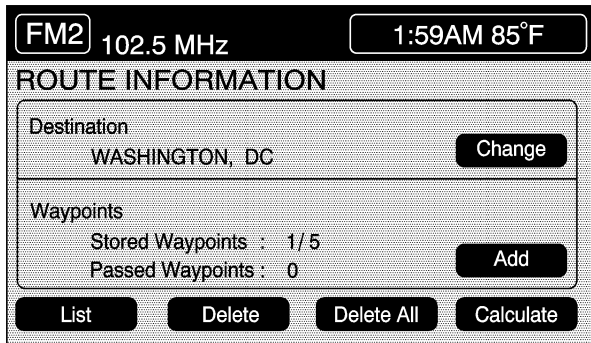 FM2 102.5 MHz 1:59AM 85°F
ROUTE INFORMATION
Destination
WASHINGTON, DC Change
Waypoints
Stored Waypoints : 1/ 5
Passed Waypoints : 0 Add
List Delete Delete All Calculate